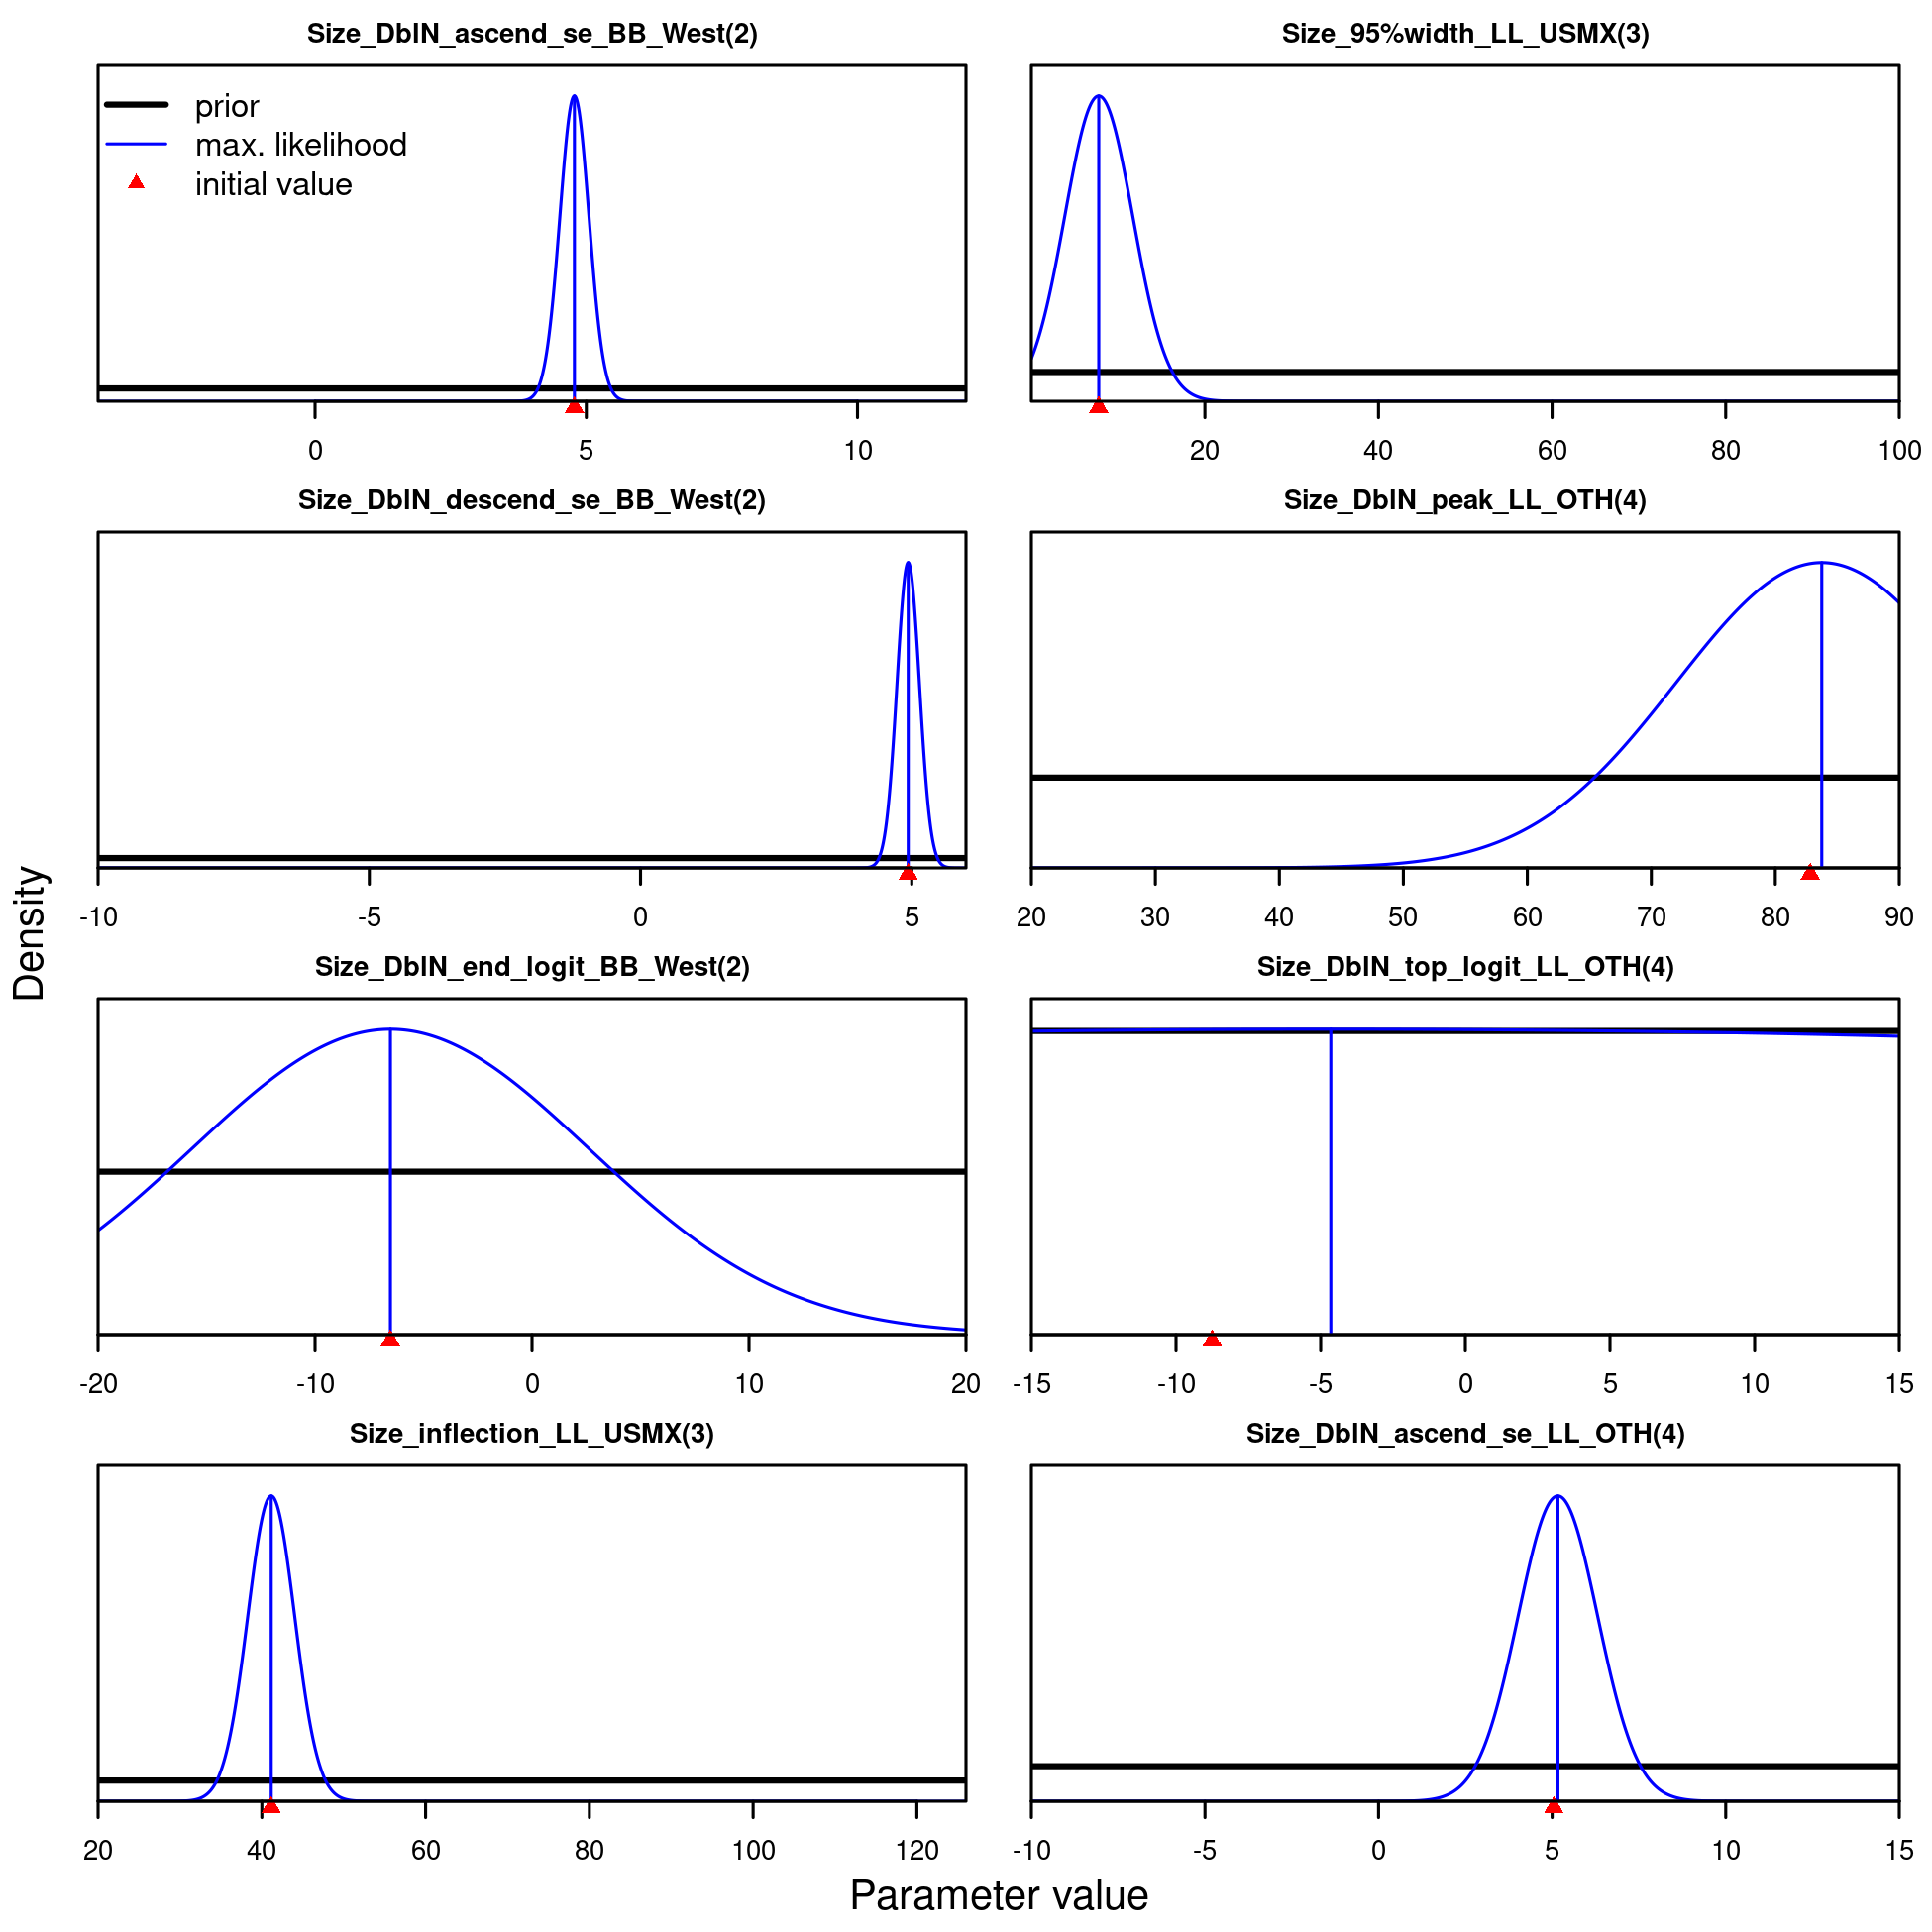 Size_DblN_ascend_se_BB_West(2)
prior
max. likelihood
initial value
0 5 10
Size_95%width_LL_USMX(3)
20 40 60 80 100
Size_DblN_descend_se_BB_West(2)
-10 -5 0 5
Size_DblN_peak_LL_OTH(4)
20 30 40 50 60 70 80 90
Size_DblN_end_logit_BB_West(2)
-20 -10 0 10 20
Size_DblN_top_logit_LL_OTH(4)
-15 -10 -5 0 5 10 15
Size_inflection_LL_USMX(3)
20 40 60 80 100 120
Size_DblN_ascend_se_LL_OTH(4)
-10 -5 0 5 10 15
Density
Parameter value